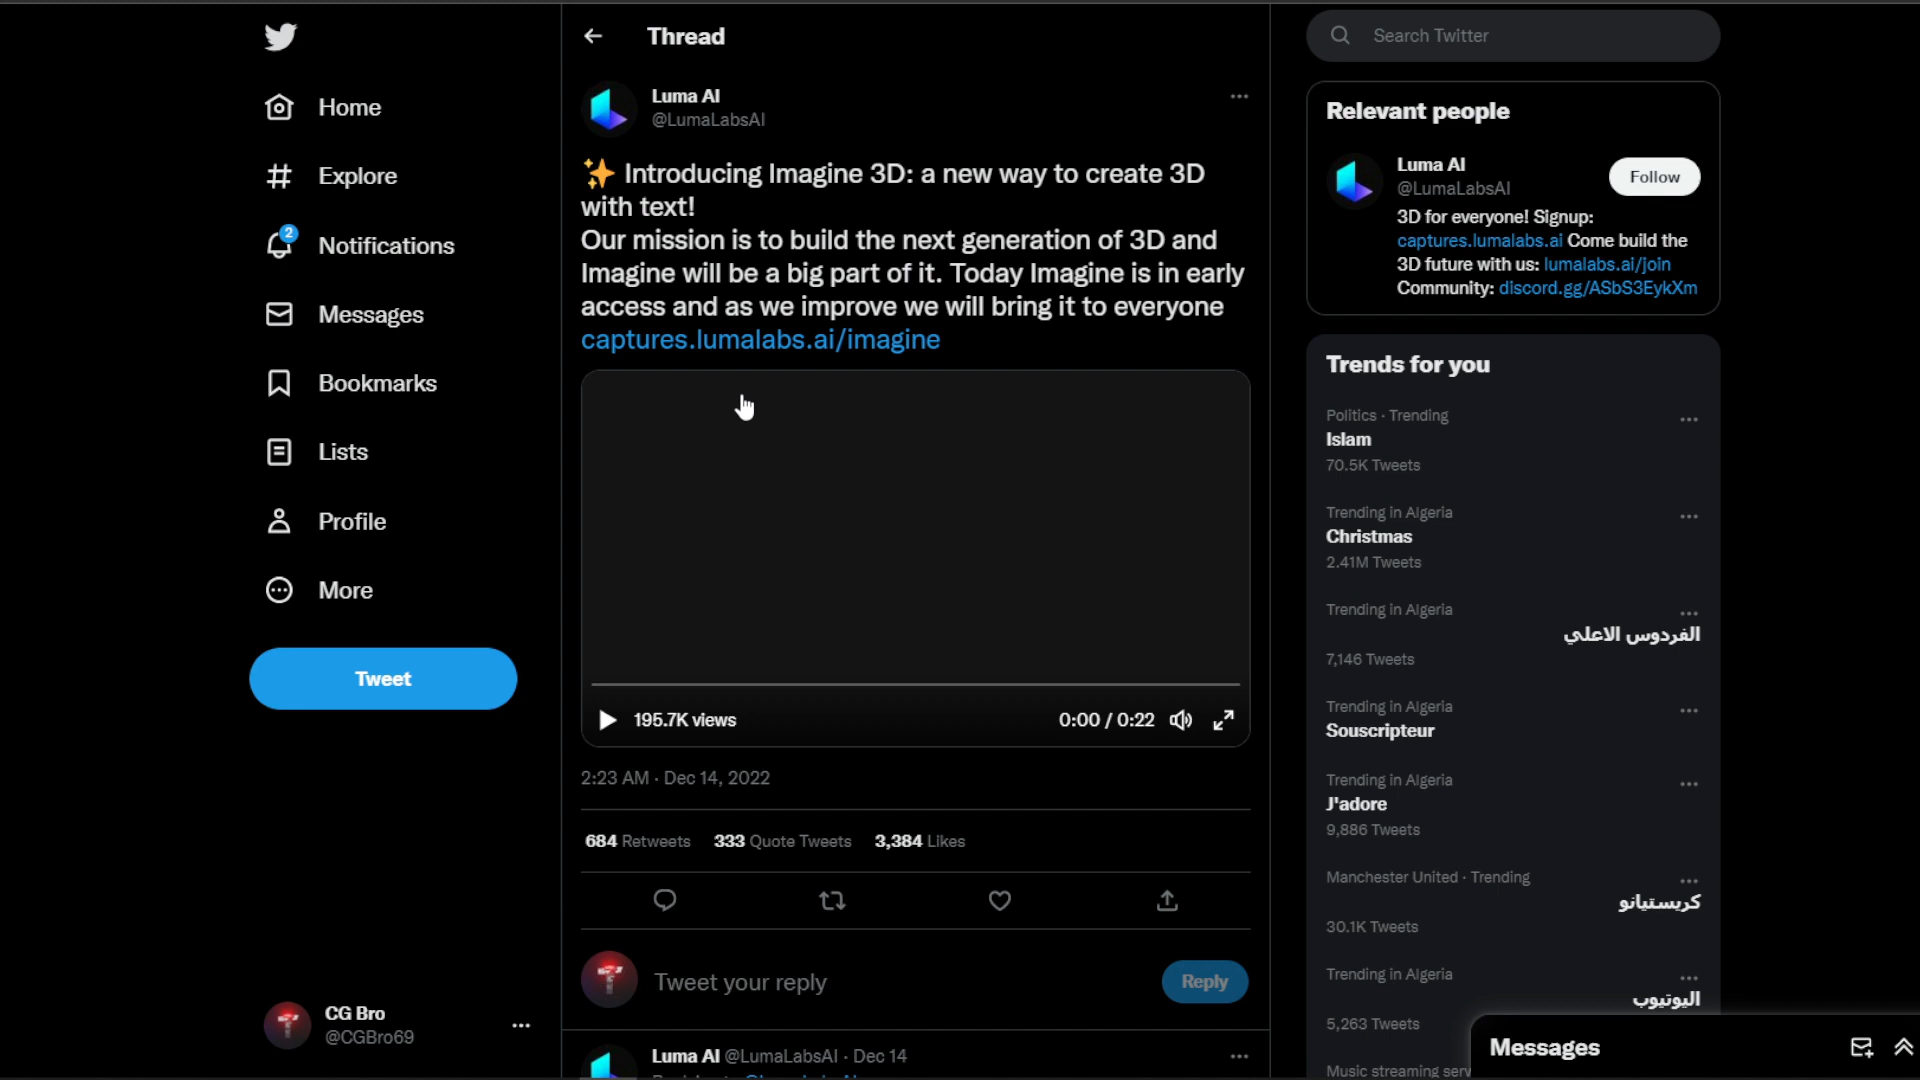 Home
Explore
2
Notifications
Messages
Bookmarks
Lists
Profile
More
Tweet
CG Bro
@CGBro69
Thread
Luma AI
@LumaLabsAI
✨ Introducing Imagine 3D: a new way to create 3D
with text!
Our mission is to build the next generation of 3D and
Imagine will be a big part of it. Today Imagine is in early
access and as we improve we will bring it to everyone
captures.lumalabs.ai/imagine
195.7K views
0:00 / 0:22
2:23 AM · Dec 14, 2022
684 Retweets 333 Quote Tweets 3,384 Likes
Tweet your reply
Reply
Luma AI @LumaLabsAI · Dec 14
Search Twitter
Relevant people
Luma AI
@LumaLabsAI
Follow
3D for everyone! Signup:
captures.lumalabs.ai Come build the
3D future with us: lumalabs.ai/join
Community: discord.gg/ASbS3EykXm
Trends for you
Politics · Trending
Islam
70.5K Tweets
Trending in Algeria
Christmas
2.41M Tweets
Trending in Algeria
الفردوس الاعلي
7,146 Tweets
Trending in Algeria
Souscripteur
Trending in Algeria
J'adore
9,886 Tweets
Manchester United · Trending
كريستيانو
30.1K Tweets
Trending in Algeria
اليوتيوب
5,263 Tweets
Music streaming
Messages